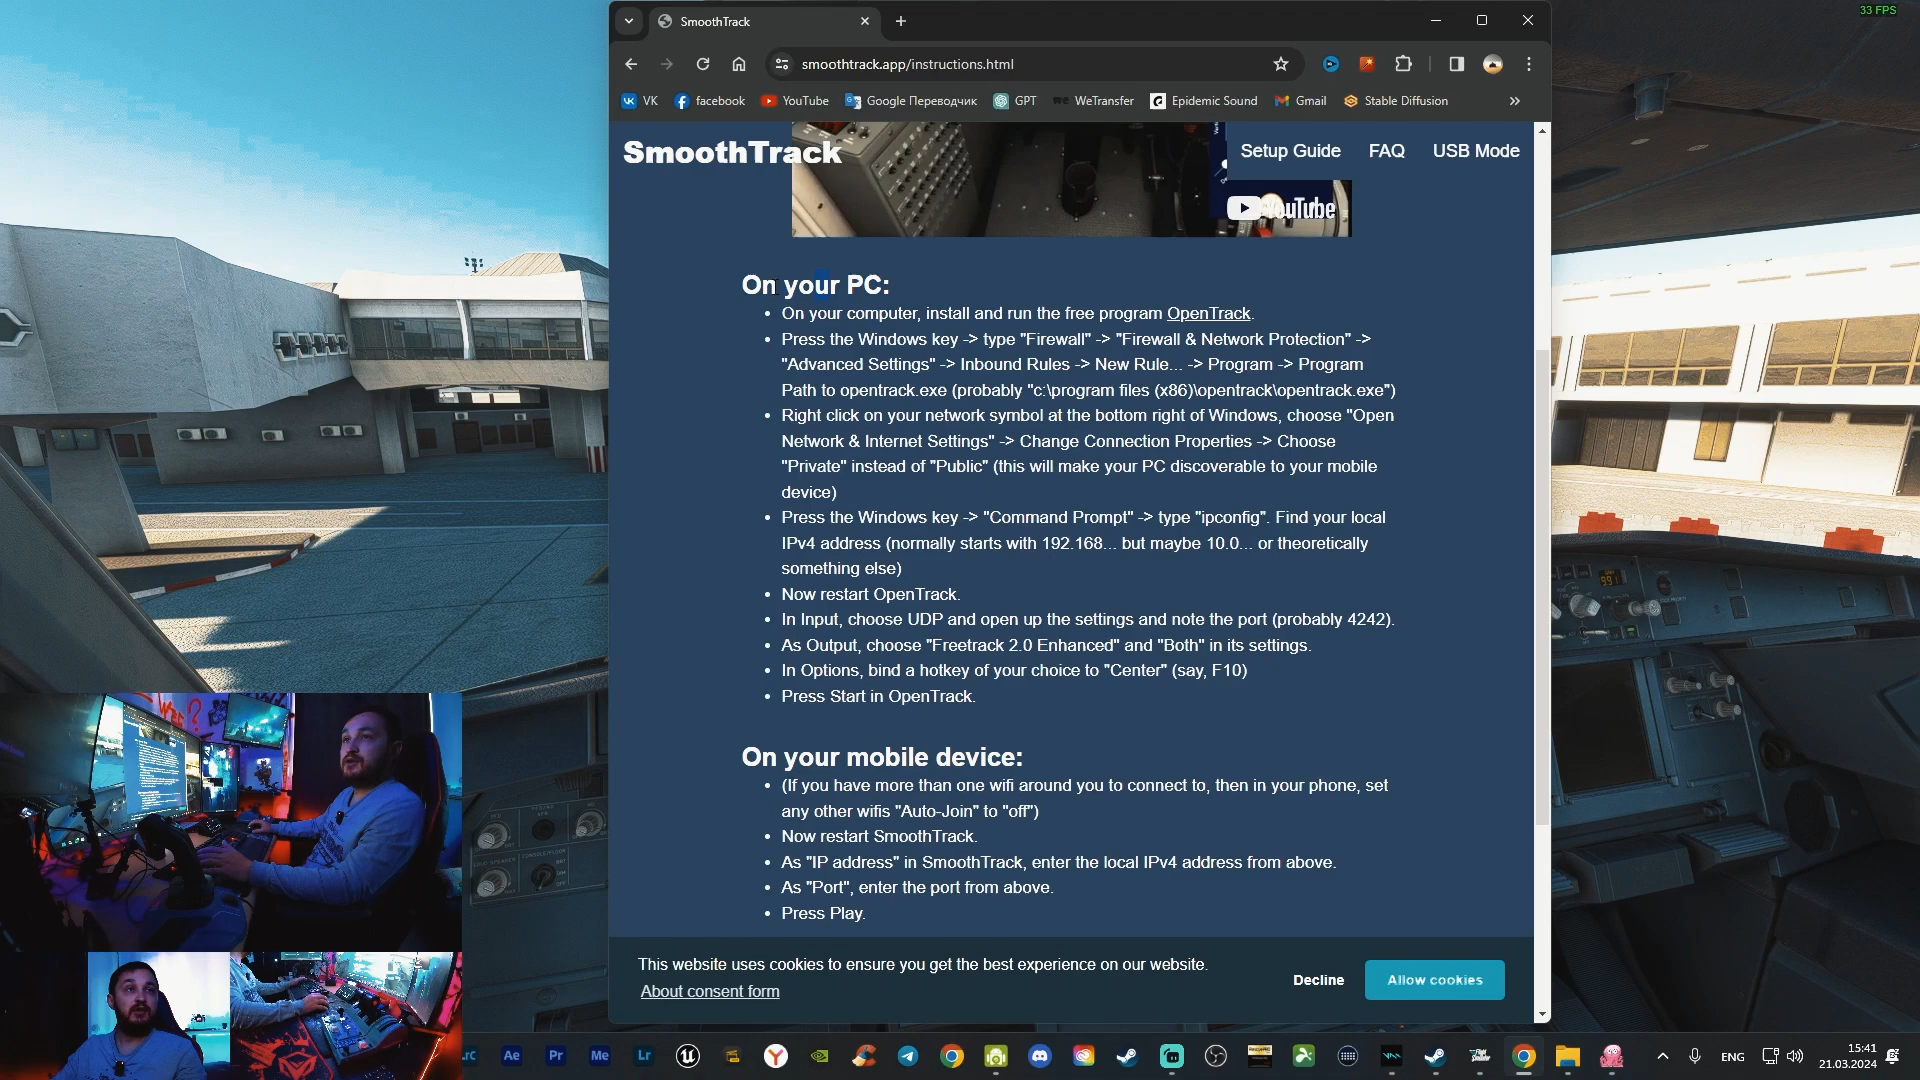 33 FPS
SmoothTrack
smoothtrack.app/instructions.html
VK
facebook
YouTube
Google Переводчик
GPT
WeTransfer
Epidemic Sound
Gmail
Stable Diffusion
SmoothTrack
Setup Guide
FAQ
USB Mode
YouTube
On your PC:
• On your computer, install and run the free program OpenTrack.
• Press the Windows key -> type "Firewall" -> "Firewall & Network Protection" ->
"Advanced Settings" -> Inbound Rules -> New Rule... -> Program -> Program
Path to opentrack.exe (probably "c:\program files (x86)\opentrack\opentrack.exe")
• Right click on your network symbol at the bottom right of Windows, choose "Open
Network & Internet Settings" -> Change Connection Properties -> Choose
"Private" instead of "Public" (this will make your PC discoverable to your mobile
device)
• Press the Windows key -> "Command Prompt" -> type "ipconfig". Find your local
IPv4 address (normally starts with 192.168... but maybe 10.0... or theoretically
something else)
• Now restart OpenTrack.
• In Input, choose UDP and open up the settings and note the port (probably 4242).
• As Output, choose "Freetrack 2.0 Enhanced" and "Both" in its settings.
• In Options, bind a hotkey of your choice to "Center" (say, F10)
• Press Start in OpenTrack.
On your mobile device:
• (If you have more than one wifi around you to connect to, then in your phone, set
any other wifis "Auto-Join" to "off")
• Now restart SmoothTrack.
• As "IP address" in SmoothTrack, enter the local IPv4 address from above.
• As "Port", enter the port from above.
• Press Play.
This website uses cookies to ensure you get the best experience on our website.
About consent form
Decline
Allow cookies
Ae
Pr
Me
Lr
ENG
15:41
21.03.2024